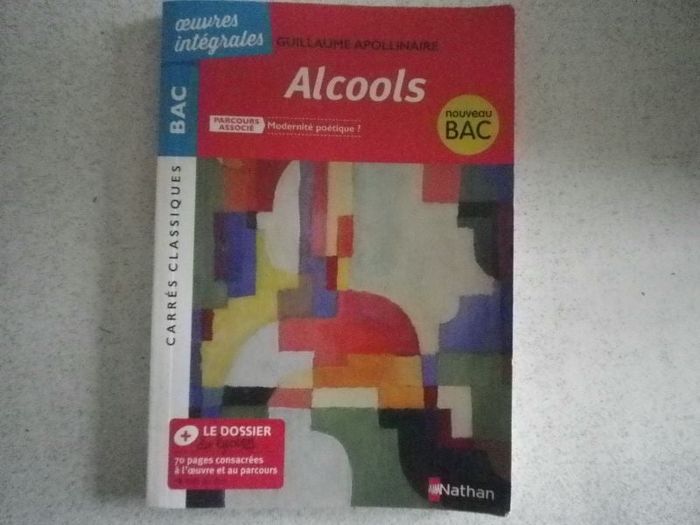 œuvres
intégrales
GUILLAUME APOLLINAIRE
Alcools
PARCOURS
ASSOCIÉ
Modernité poétique ?
nouveau
BAC
BAC
CARRÉS CLASSIQUES
+ LE DOSSIER
70 pages consacrées
à l'œuvre et au parcours
Nathan